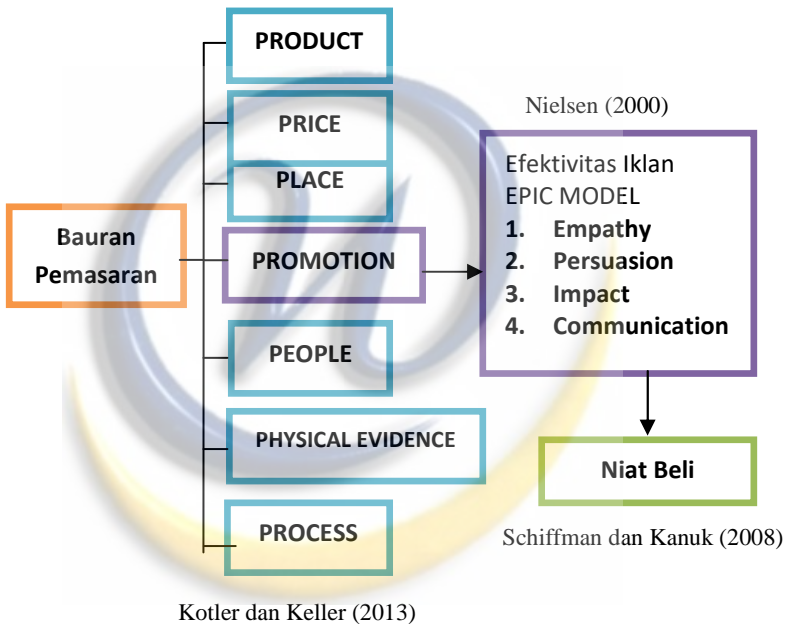 PRODUCT
PRICE
PLACE
Bauran
Pemasaran
PROMOTION
PEOPLE
PHYSICAL EVIDENCE
PROCESS
Kotler dan Keller (2013)
Nielsen (2000)
Efektivitas Iklan
EPIC MODEL
1. Empathy
2. Persuasion
3. Impact
4. Communication
Niat Beli
Schiffman dan Kanuk (2008)